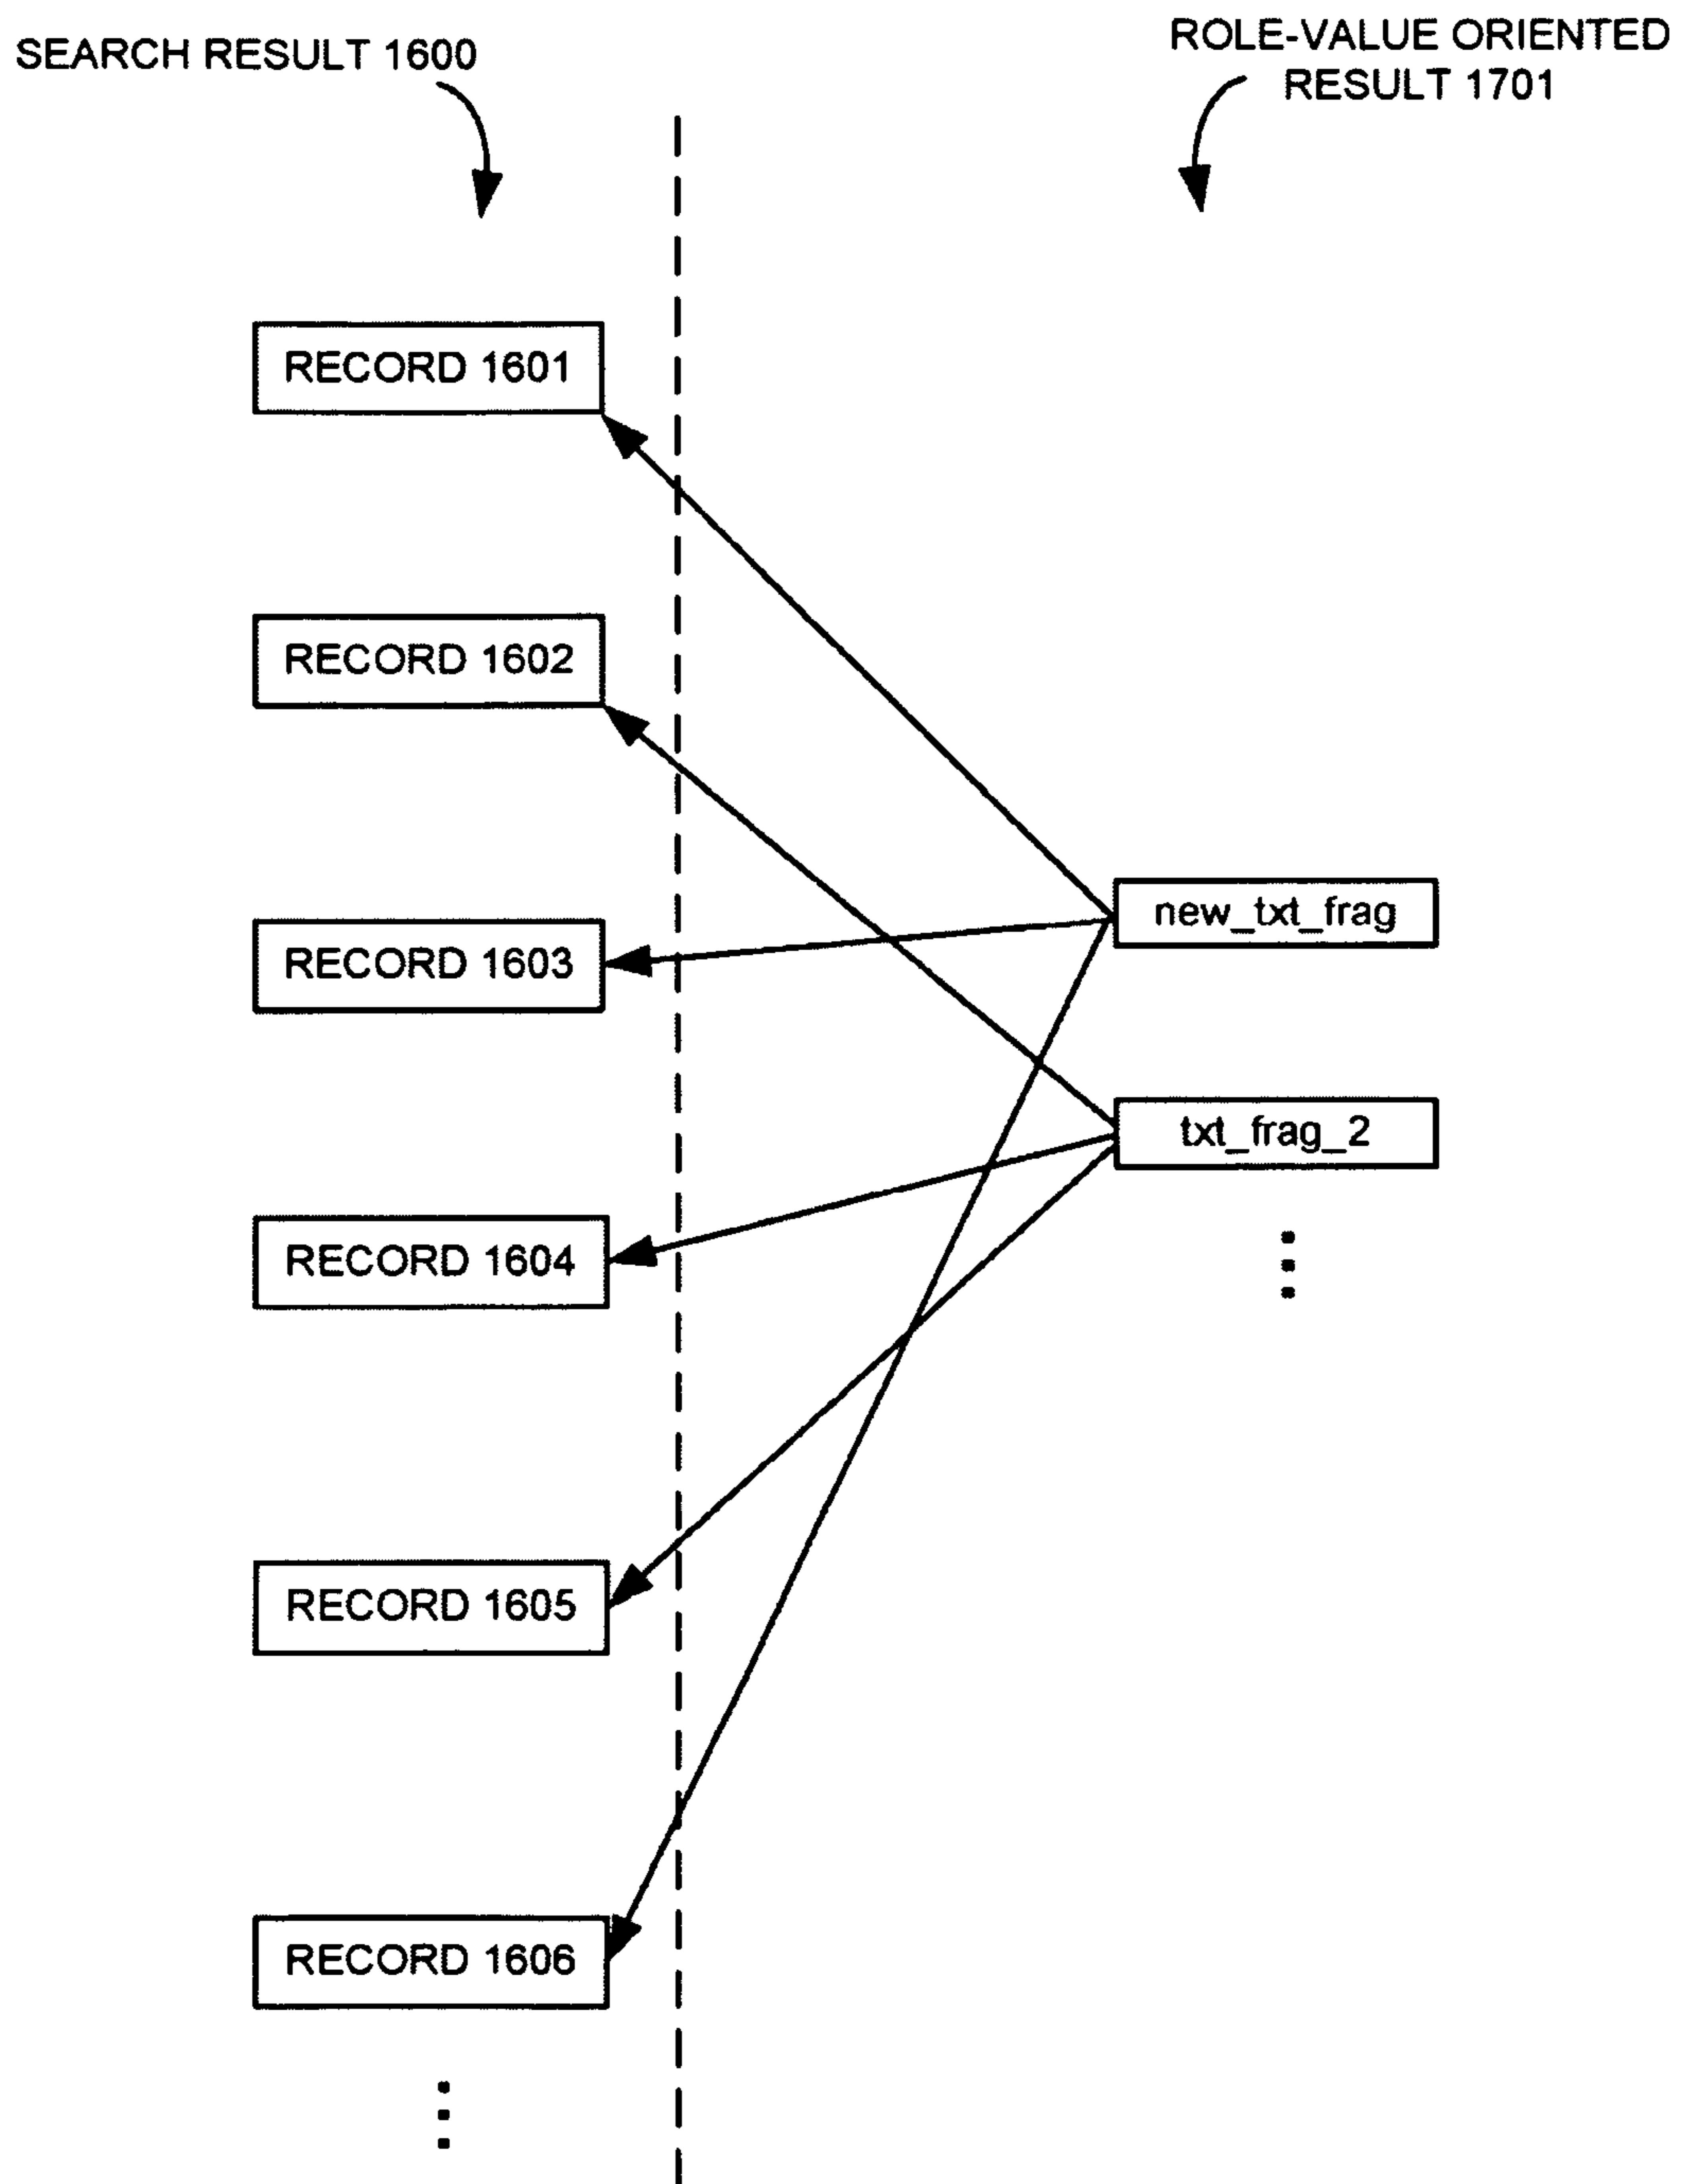 SEARCH RESULT 1600
ROLE-VALUE ORIENTED
RESULT 1701
RECORD 1601
RECORD 1602
RECORD 1603
RECORD 1604
RECORD 1605
RECORD 1606
new_txt_frag
txt_frag_2